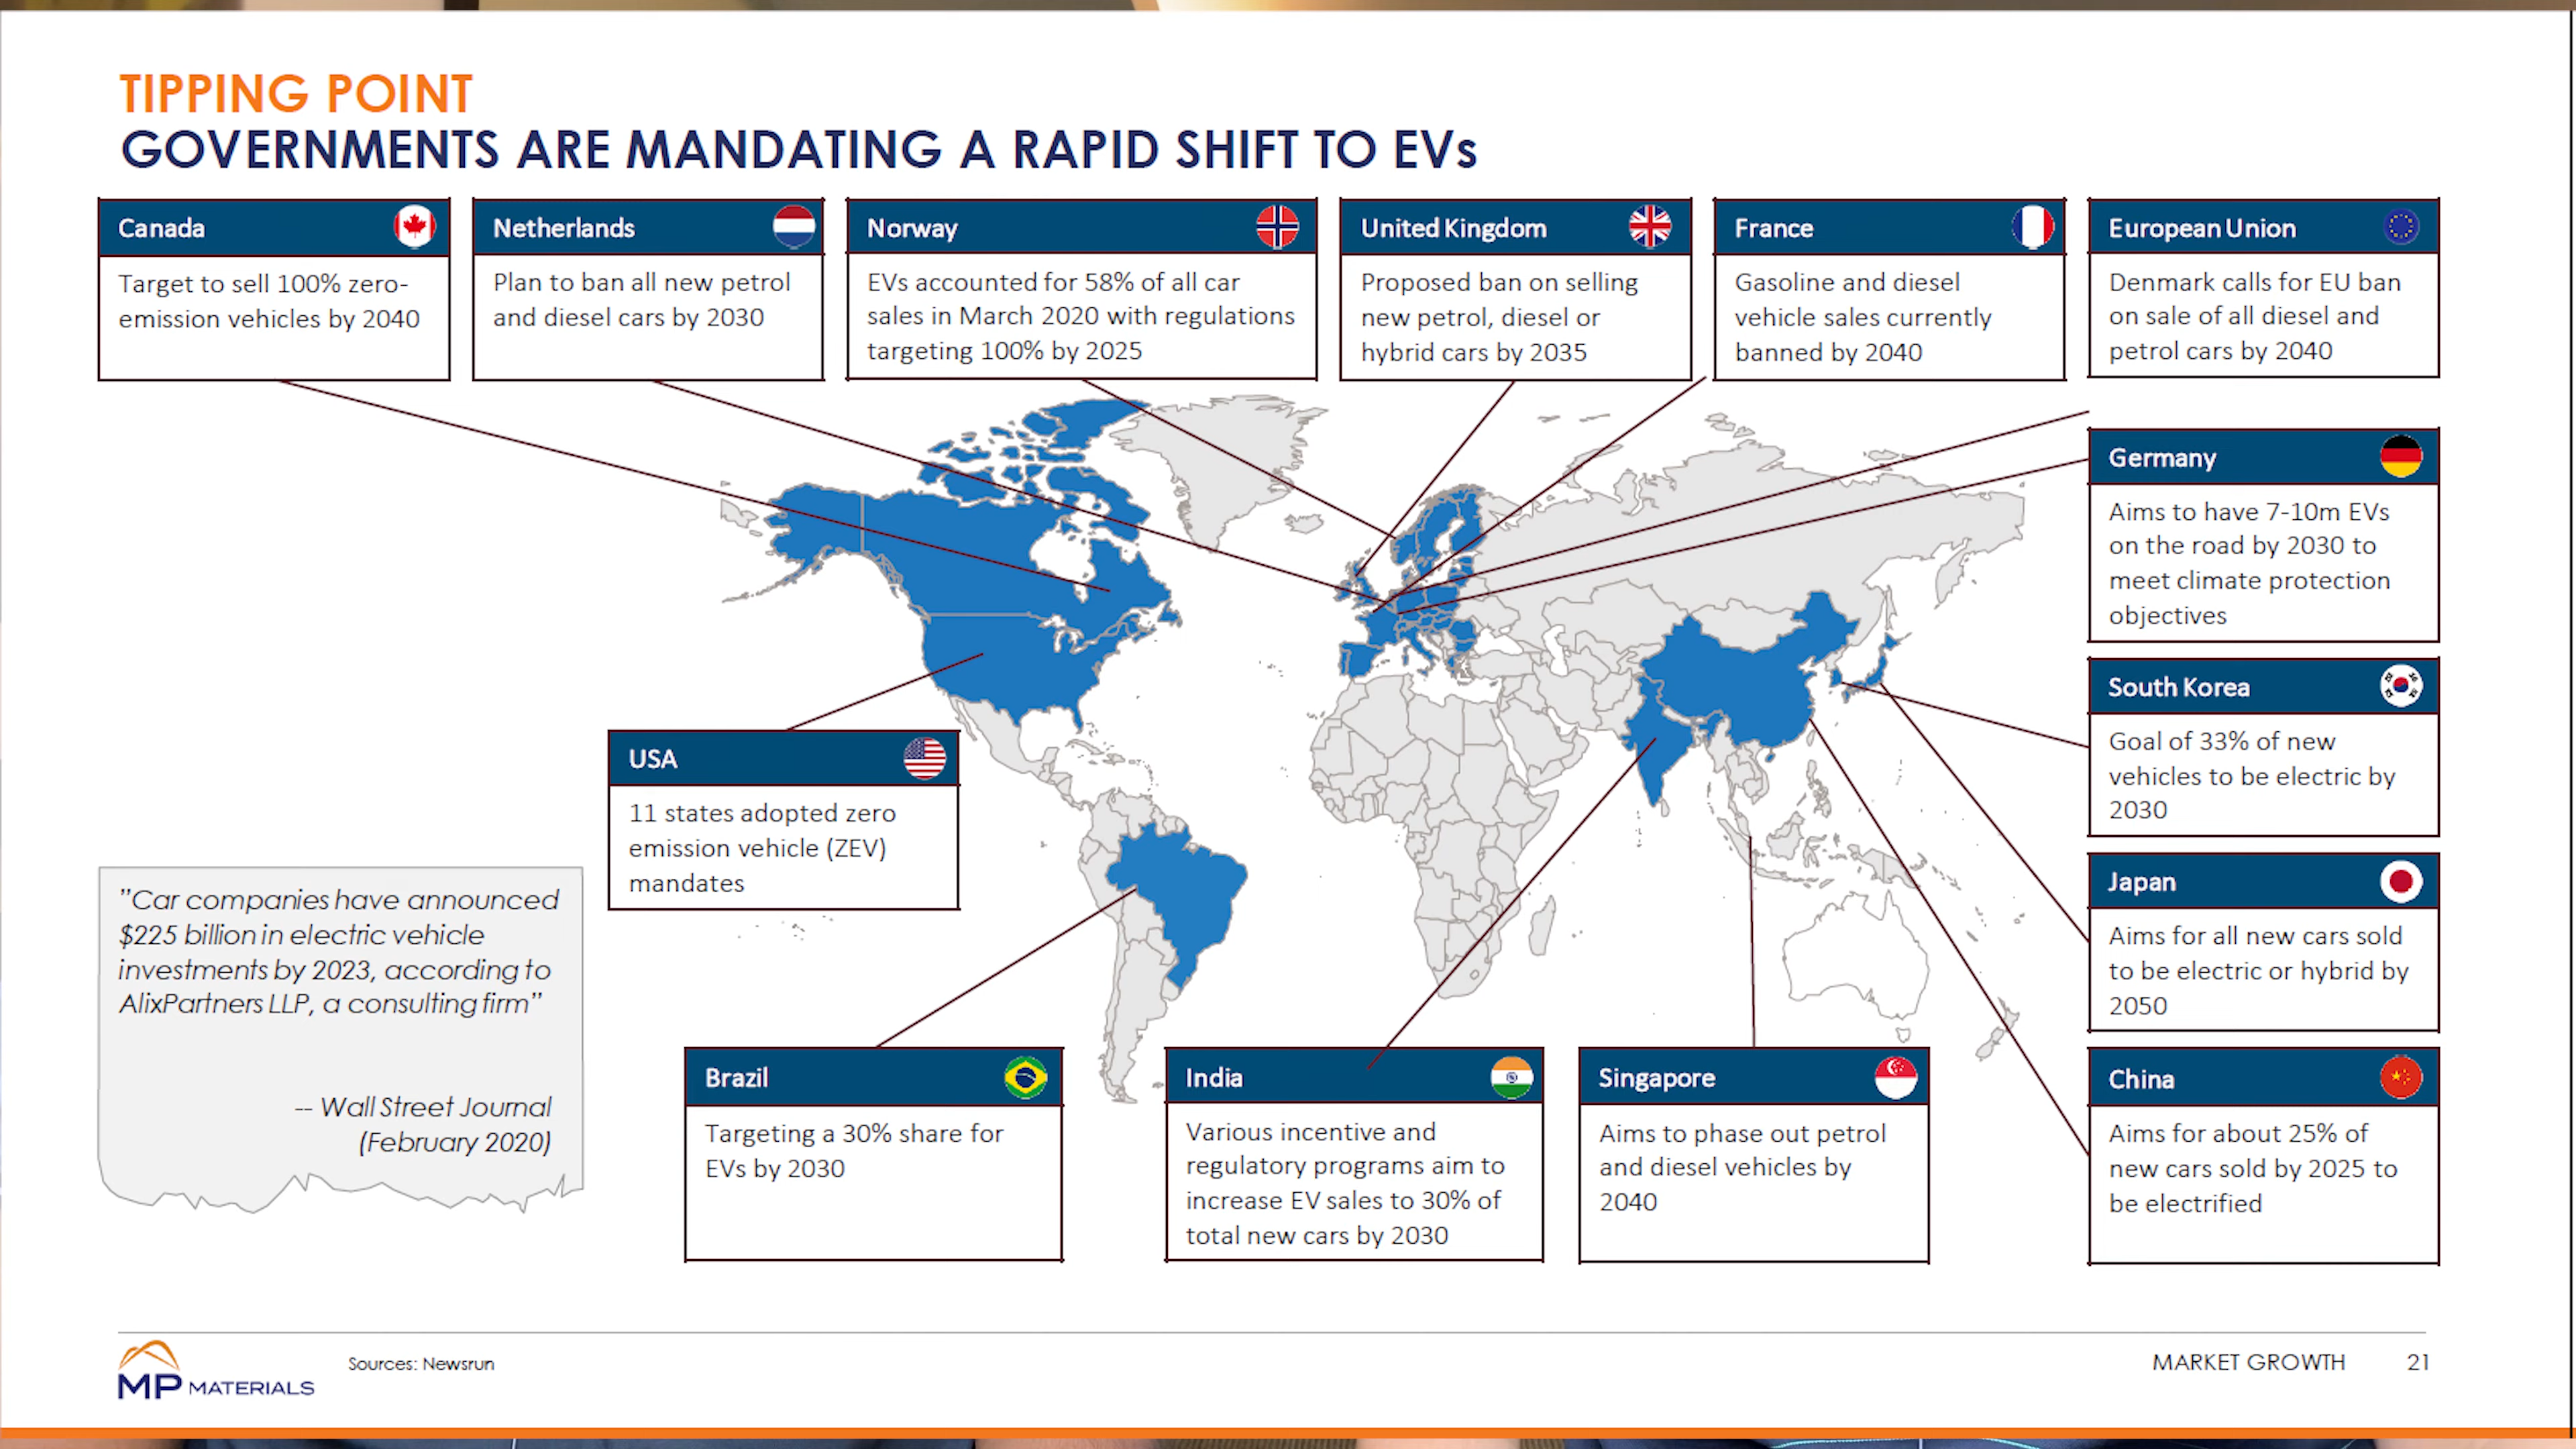 TIPPING POINT
GOVERNMENTS ARE MANDATING A RAPID SHIFT TO EVs
Canada
Target to sell 100% zero-
emission vehicles by 2040
Netherlands
Plan to ban all new petrol
and diesel cars by 2030
Norway
EVs accounted for 58% of all car
sales in March 2020 with regulations
targeting 100% by 2025
United Kingdom
Proposed ban on selling
new petrol, diesel or
hybrid cars by 2035
France
Gasoline and diesel
vehicle sales currently
banned by 2040
European Union
Denmark calls for EU ban
on sale of all diesel and
petrol cars by 2040
Germany
Aims to have 7-10m EVs
on the road by 2030 to
meet climate protection
objectives
South Korea
Goal of 33% of new
vehicles to be electric by
2030
USA
11 states adopted zero
emission vehicle (ZEV)
mandates
Japan
Aims for all new cars sold
to be electric or hybrid by
2050
"Car companies have announced
$225 billion in electric vehicle
investments by 2023, according to
AlixPartners LLP, a consulting firm"
-- Wall Street Journal
(February 2020)
Brazil
Targeting a 30% share for
EVs by 2030
India
Various incentive and
regulatory programs aim to
increase EV sales to 30% of
total new cars by 2030
Singapore
Aims to phase out petrol
and diesel vehicles by
2040
China
Aims for about 25% of
new cars sold by 2025 to
be electrified
MP MATERIALS
Sources: Newsrun
MARKET GROWTH 21